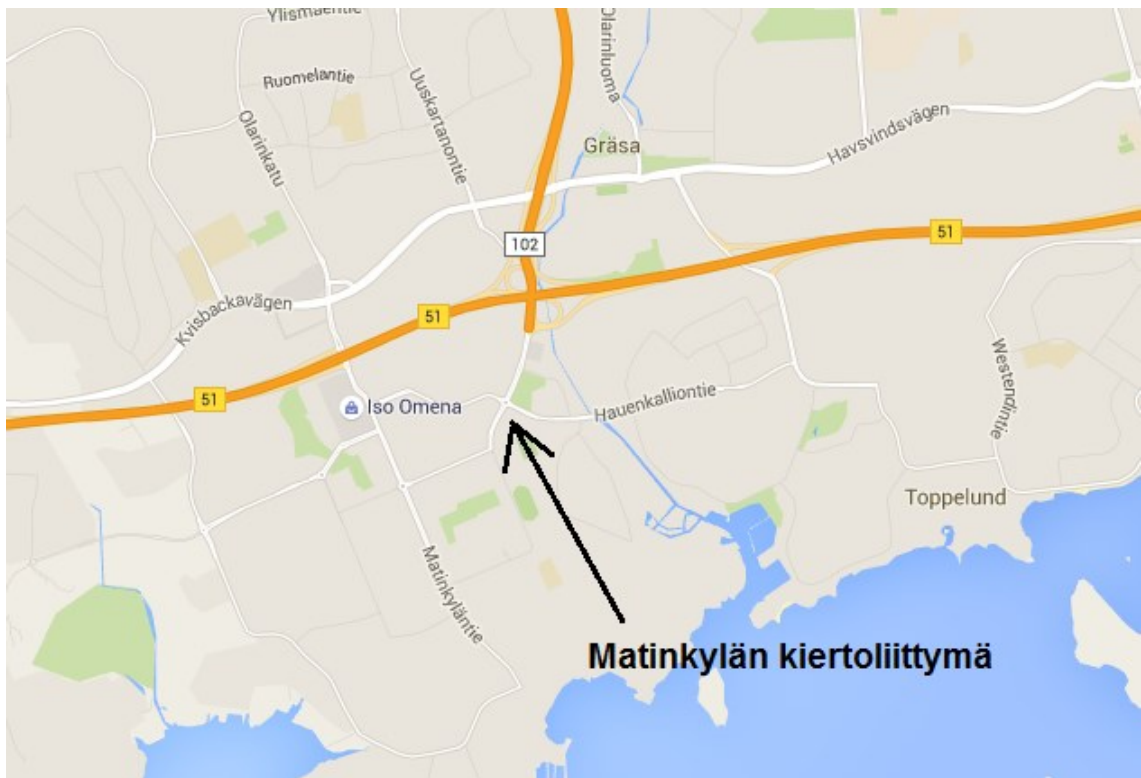 Ylismäentie
Olarinluoma
Ruomelantie
Uuskartanontie
Olarinkatu
Gräsa
Havsvindsvägen
102
51
Kvisbackavägen
51
51
Iso Omena
Hauenkalliontie
Westendintie
Toppelund
Matinkyläntie
Matinkylän kiertoliittymä